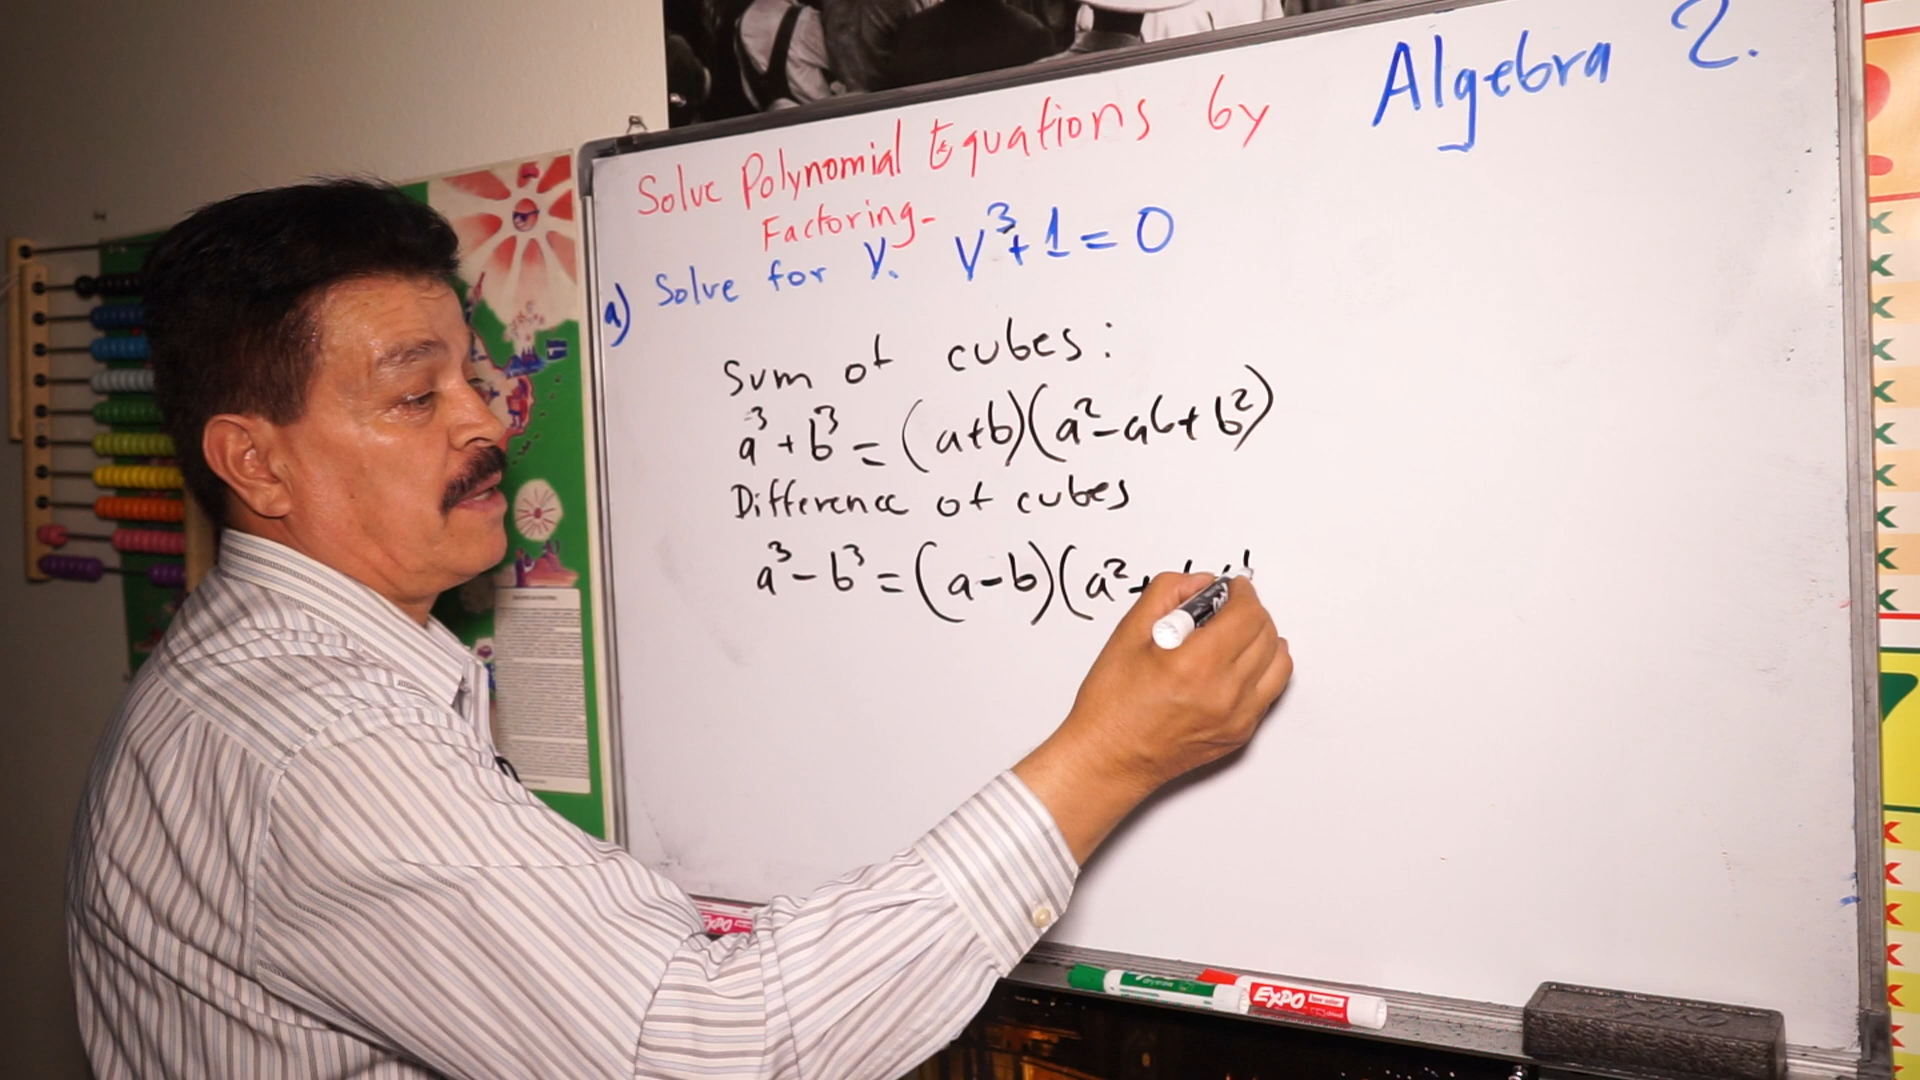 Algebra 2.
Solve Polynomial Equations by
Factoring-
a) Solve for y. y³+1=0
Sum of cubes:
a³+b³=(a+b)(a²-ab+b²)
Difference of cubes
a³-b³=(a-b)(a²+
EXPO
EXPO